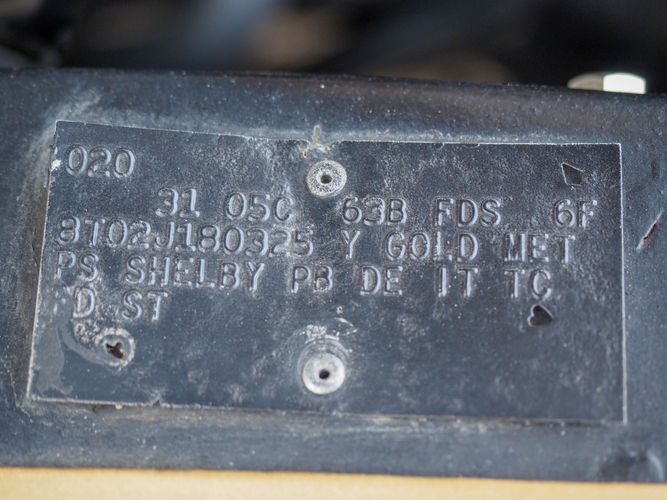 020
31 05C 63B FDS 6F
8T02J180325 Y GOLD MET
PS SHELBY PB DE IT TC
FD ST